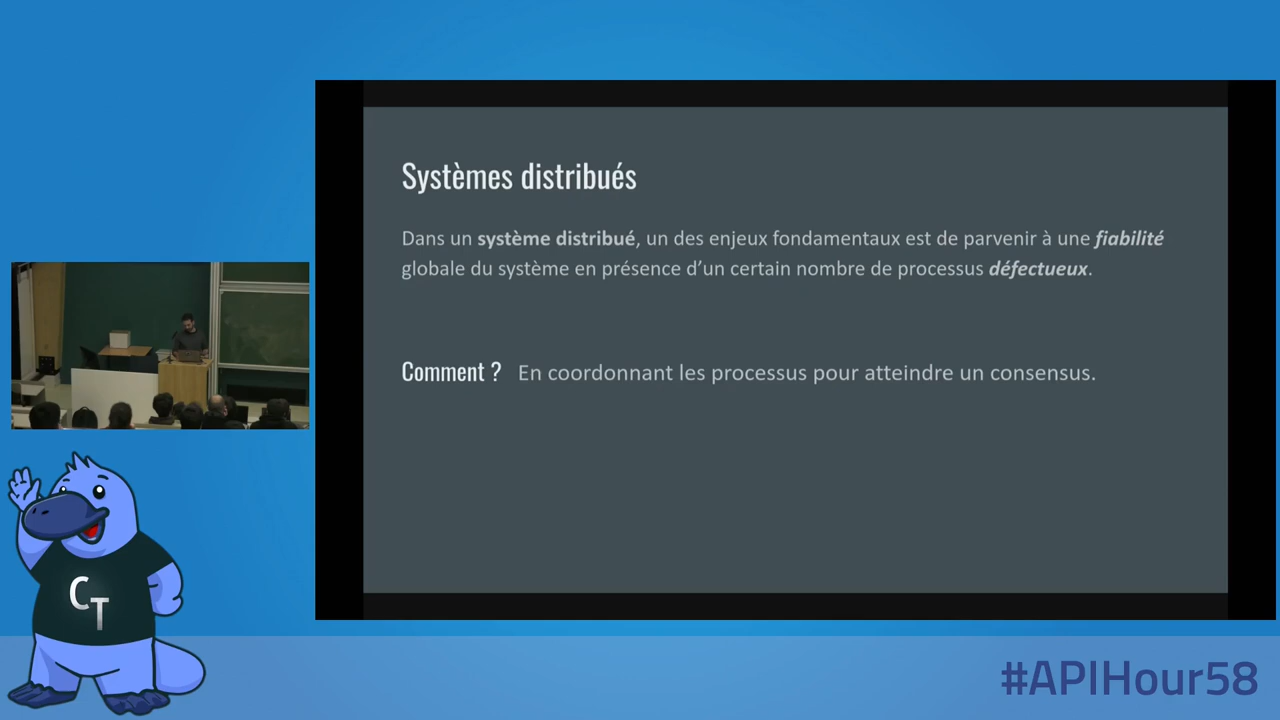 Systèmes distribués
Dans un système distribué, un des enjeux fondamentaux est de parvenir à une fiabilité
globale du système en présence d’un certain nombre de processus défectueux.
Comment ? En coordonnant les processus pour atteindre un consensus.
CT
#APIHour58